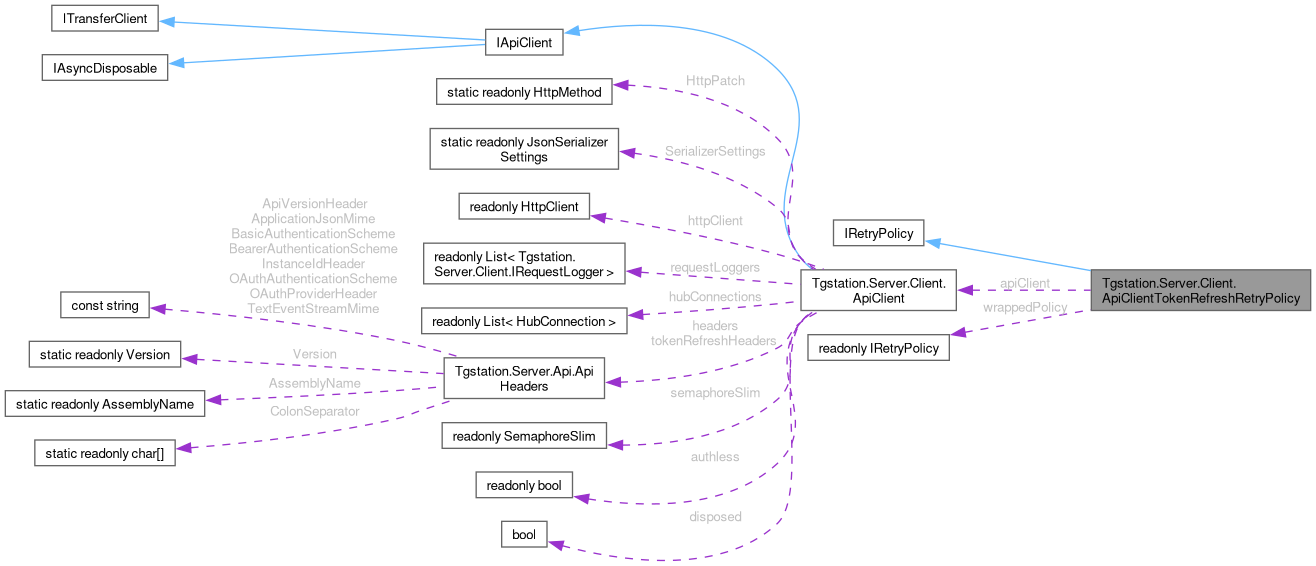 ITransferClient
IAsyncDisposable
IApiClient
HttpPatch
static readonly HttpMethod
static readonly JsonSerializer
Settings
SerializerSettings
readonly HttpClient
httpClient
readonly List< Tgstation.
Server.Client.IRequestLogger >
requestLoggers
readonly List< HubConnection >
hubConnections
ApiVersionHeader
ApplicationJsonMime
BasicAuthenticationScheme
BearerAuthenticationScheme
InstanceIdHeader
OAuthAuthenticationScheme
OAuthProviderHeader
TextEventStreamMime
const string
static readonly Version
Version
static readonly AssemblyName
AssemblyName
static readonly char[]
ColonSeparator
Tgstation.Server.Api.Api
Headers
headers
tokenRefreshHeaders
readonly SemaphoreSlim
semaphoreSlim
readonly bool
authless
bool
disposed
Tgstation.Server.Client.
ApiClient
IRetryPolicy
apiClient
readonly IRetryPolicy
wrappedPolicy
Tgstation.Server.Client.
ApiClientTokenRefreshRetryPolicy